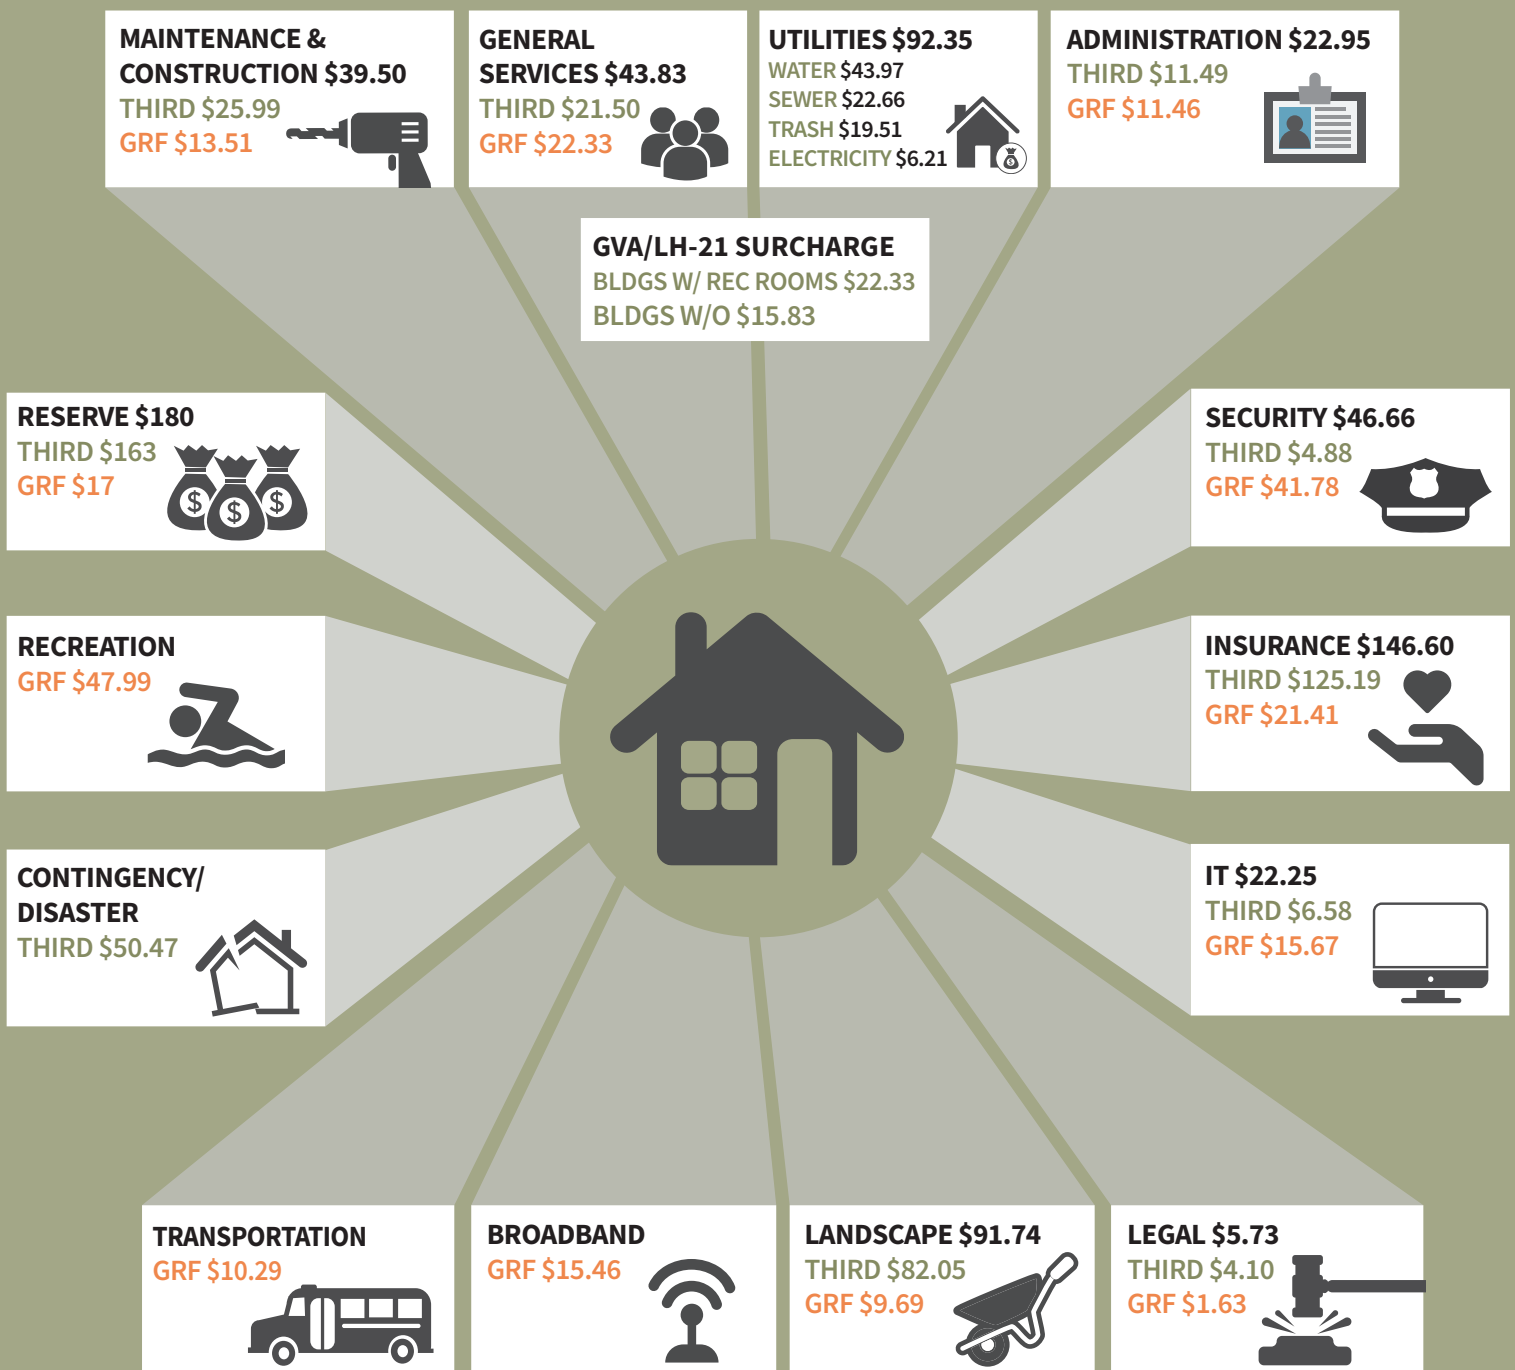 MAINTENANCE &
CONSTRUCTION $39.50
THIRD $25.99
GRF $13.51
GENERAL
SERVICES $43.83
THIRD $21.50
GRF $22.33
UTILITIES $92.35
WATER $43.97
SEWER $22.66
TRASH $19.51
ELECTRICITY $6.21
$
ADMINISTRATION $22.95
THIRD $11.49
GRF $11.46
GVA/LH-21 SURCHARGE
BLDGS W/ REC ROOMS $22.33
BLDGS W/O $15.83
RESERVE $180
THIRD $163
GRF $17
$ $ $
SECURITY $46.66
THIRD $4.88
GRF $41.78
RECREATION
GRF $47.99
INSURANCE $146.60
THIRD $125.19
GRF $21.41
CONTINGENCY/
DISASTER
THIRD $50.47
IT $22.25
THIRD $6.58
GRF $15.67
TRANSPORTATION
GRF $10.29
BROADBAND
GRF $15.46
LANDSCAPE $91.74
THIRD $82.05
GRF $9.69
LEGAL $5.73
THIRD $4.10
GRF $1.63